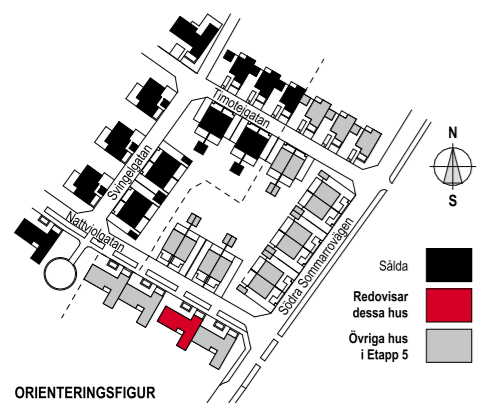 Timotejgatan
Svingelgatan
Nattviolgatan
Södra Sommarrovägen
N
S
Sålda
Redovisar
dessa hus
Övriga hus
i Etapp 5
ORIENTERINGSFIGUR